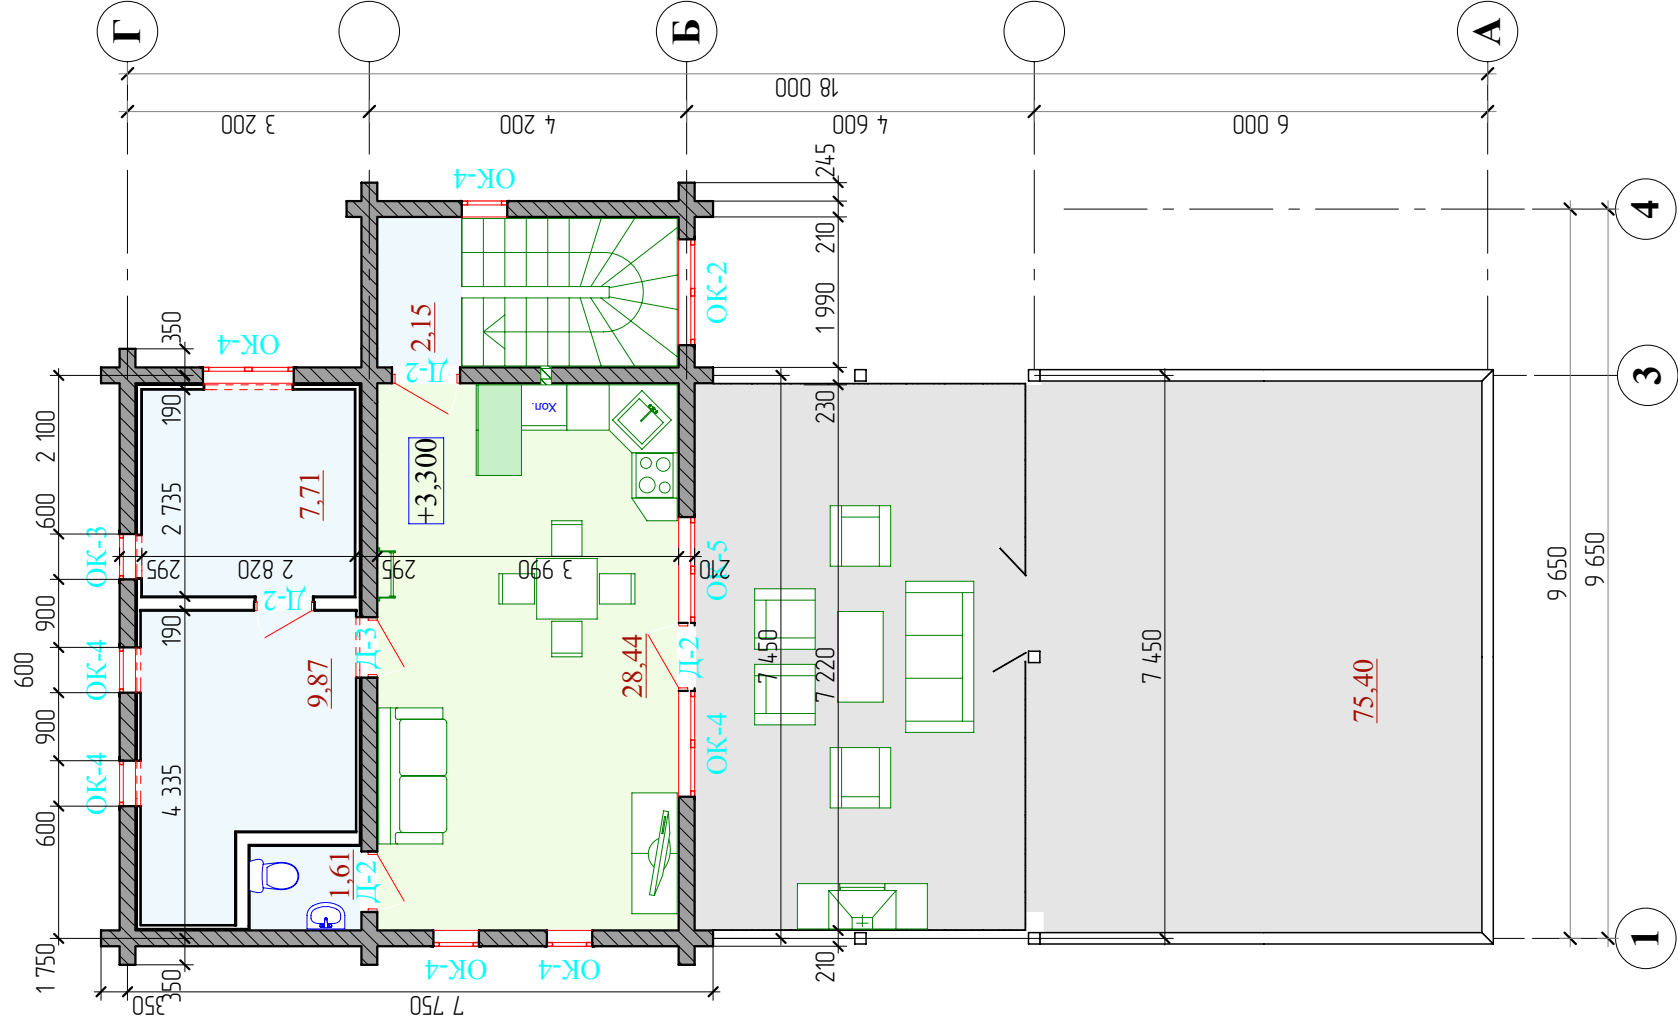 Г
Б
А
18 000
3 200
4 200
4 600
6 000
245
ОК-4
210
4
350
ОК-4
2,15
Д-2
ОК-2
1 990
3
190
Хол.
230
2 100
+3,300
7,71
2 735
600
ОК-3
295
2 820
295
3 990
210
ОК-5
9 650
9 650
900
Д-2
190
600
ОК-4
9,87
Д-3
28,44
Д-2
7 450
7 220
7 450
75,40
900
ОК-4
4 335
ОК-4
600
1,61
Д-2
1 750
350
350
7 750
ОК-4
ОК-4
210
1